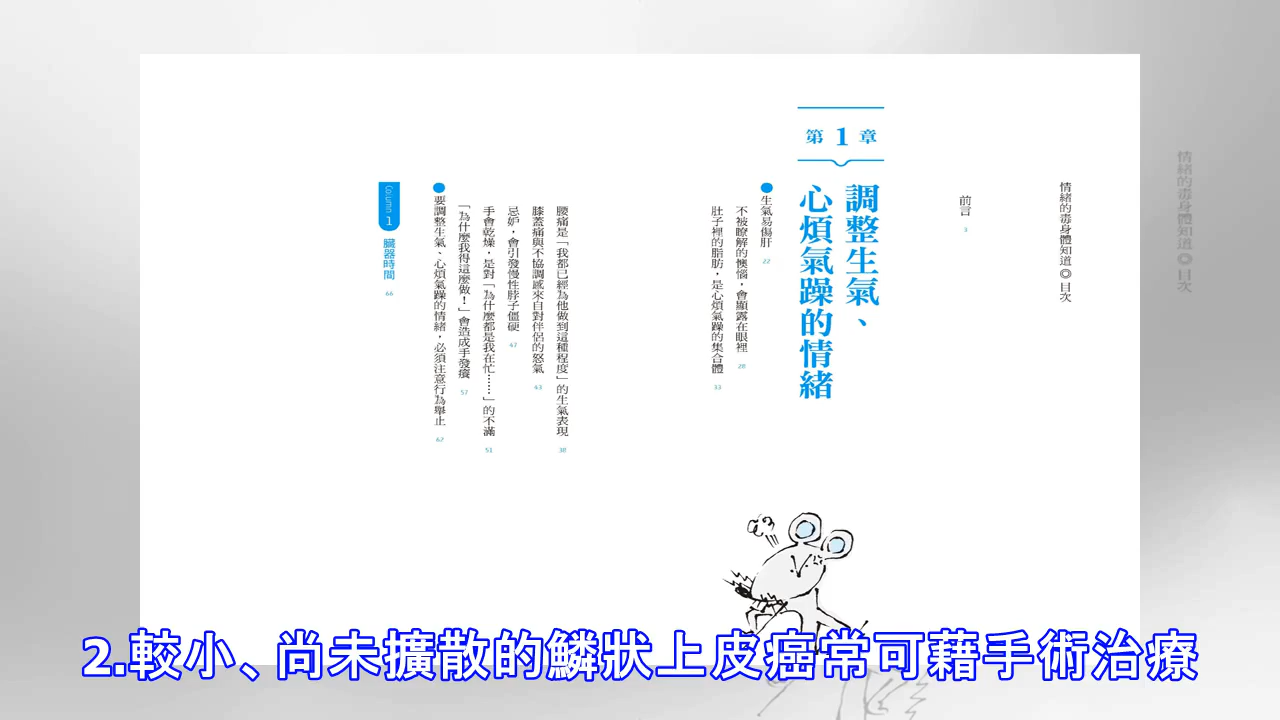 情緒的毒身體知道◎目次
前言 3
第1章
調整生氣、
心煩氣躁的情緒
●生氣易傷肝 22
不被瞭解的懊惱，會顯露在眼裡 28
肚子裡的脂肪，是心煩氣躁的集合體 33
腰痛是「我都已經為他做到這種程度」的生氣表現 38
膝蓋痛與不協調感來自對伴侶的怒氣 43
忌妒，會引發慢性脖子僵硬 47
手會乾燥，是對「為什麼都是我在忙……」的不滿 51
「為什麼我得這麼做！」會造成手發癢 57
●要調整生氣、心煩氣躁的情緒，必須注意行為舉止 62
Column 1 臟器時間 66
情緒的毒身體知道◎目次
2.較小、尚未擴散的鱗狀上皮癌常可藉手術治療